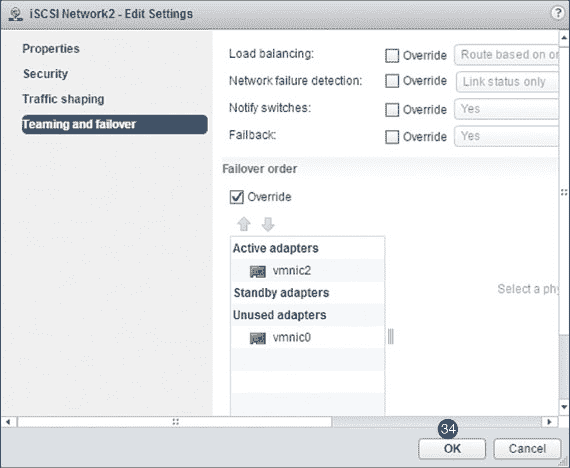 iSCSI Network2 - Edit Settings ?
Properties
Security
Traffic shaping
Teaming and failover
Load balancing: Override Route based on or
Network failure detection: Override Link status only
Notify switches: Override Yes
Failback: Override Yes
Failover order
Override
Active adapters
vmnic2
Standby adapters
Unused adapters
vmnic0
Select a phy
34
OK Cancel